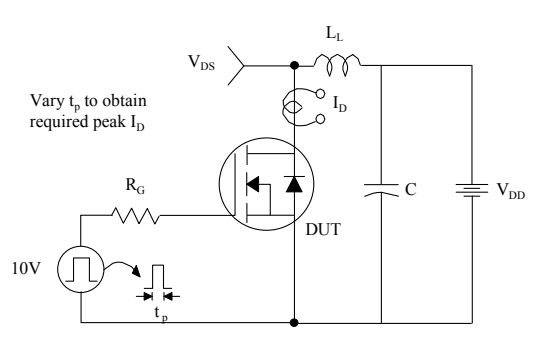 L_L
V_DS
I_D
Vary t_p to obtain
required peak I_D
R_G
C
V_DD
DUT
10V
t_p